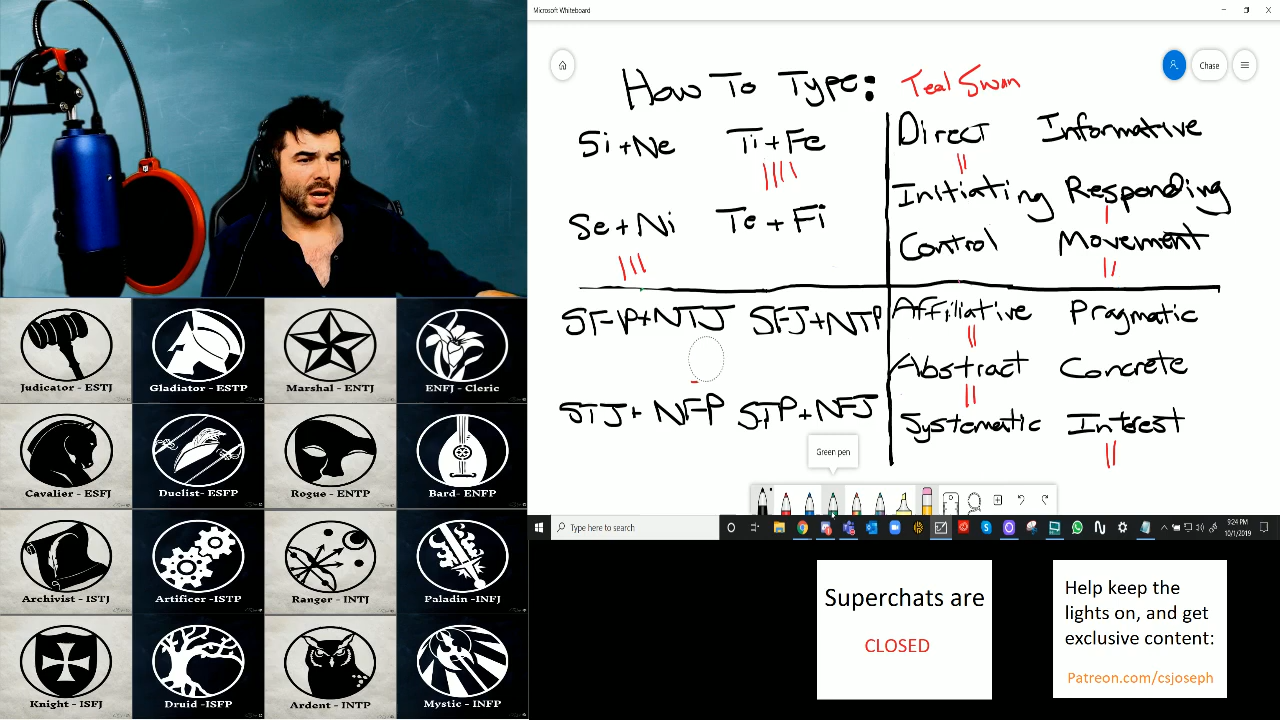 Microsoft Whiteboard
Chase
How To Type: Teal Swan
Si+Ne Ti+Fe
Se+Ni Te+Fi
SFP+NTJ SFJ+NTP
STJ+NFP STP+NFJ
Direct Informative
Initiating Responding
Control Movement
Affiliative Pragmatic
Abstract Concrete
Systematic Interest
Green pen
Type here to search
9:24 PM
10/1/2019
Judicator - ESTJ
Gladiator - ESTP
Marshal - ENTJ
ENFJ - Cleric
Cavalier - ESFJ
Duelist- ESFP
Rogue - ENTP
Bard- ENFP
Archivist - ISTJ
Artificer -ISTP
Ranger - INTJ
Paladin -INFJ
Knight - ISFJ
Druid -ISFP
Ardent - INTP
Mystic - INFP
Superchats are
CLOSED
Help keep the
lights on, and get
exclusive content:
Patreon.com/csjoseph